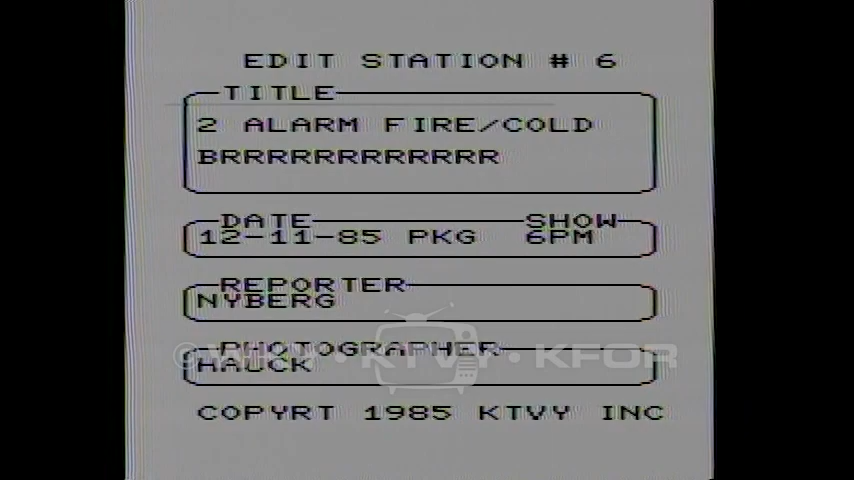 EDIT STATION # 6
TITLE
2 ALARM FIRE/COLD
BRRRRRRRRRRRR
DATE SHOW
12-11-85 PKG 6PM
REPORTER
NYBERG
PHOTOGRAPHER
©WKY • KTVY • KFOR
HAUCK
COPYRT 1985 KTVY INC